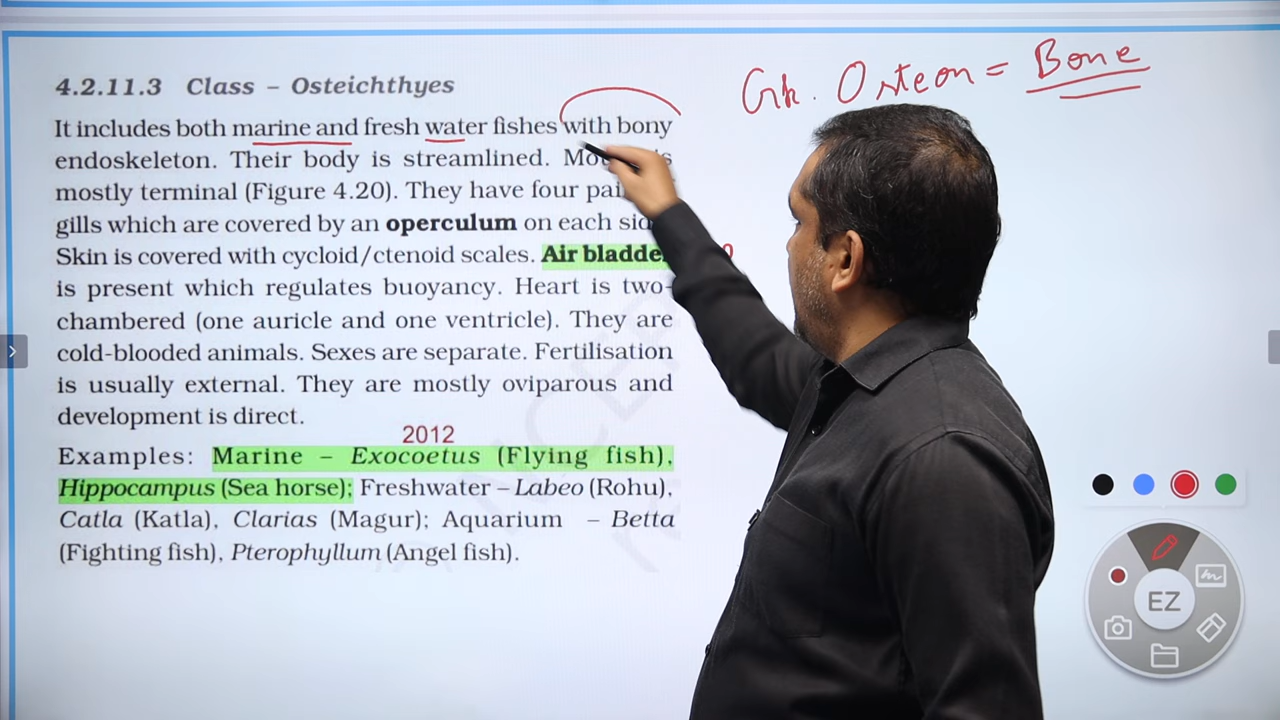 4.2.11.3 Class – Osteichthyes
Gk. Osteon = Bone
It includes both marine and fresh water fishes with bony
endoskeleton. Their body is streamlined.
mostly terminal (Figure 4.20). They have four
gills which are covered by an operculum on each
Skin is covered with cycloid/ctenoid scales. Air
is present which regulates buoyancy. Heart is two-
chambered (one auricle and one ventricle). They are
cold-blooded animals. Sexes are separate. Fertilisation
is usually external. They are mostly oviparous and
development is direct.
2012
Examples: Marine – Exocoetus (Flying fish),
Hippocampus (Sea horse); Freshwater – Labeo (Rohu),
Catla (Katla), Clarias (Magur); Aquarium – Betta
(Fighting fish), Pterophyllum (Angel fish).
EZ